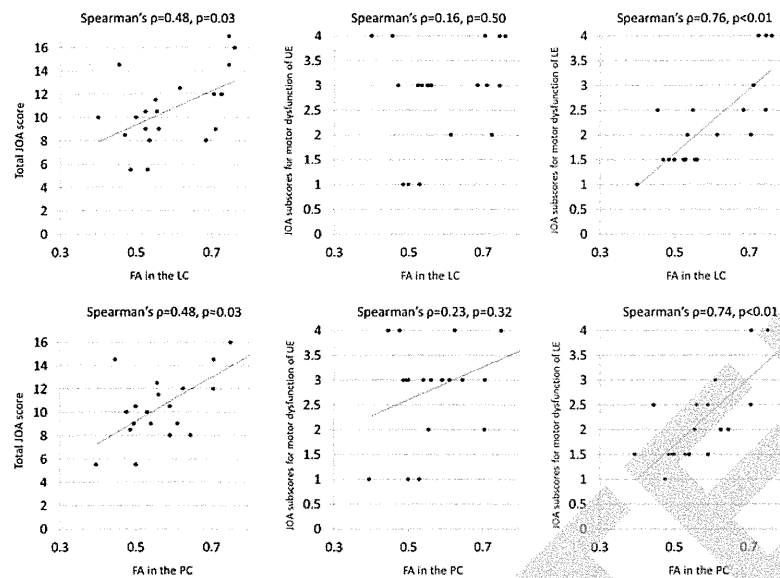 Spearman's ρ=0.48, p=0.03
Total JOA score
16
14
12
10
8
6
4
2
0
0.3 0.5 0.7
FA in the LC
Spearman's ρ=0.16, p=0.50
JOA subscores for motor dysfunction of UE
4
3.5
3
2.5
2
1.5
1
0.5
0
0.3 0.5 0.7
FA in the LC
Spearman's ρ=0.76, p<0.01
JOA subscores for motor dysfunction of LE
4
3.5
3
2.5
2
1.5
1
0.5
0
0.3 0.5 0.7
FA in the LC
Spearman's ρ=0.48, p=0.03
Total JOA score
16
14
12
10
8
6
4
2
0
0.3 0.5 0.7
FA in the PC
Spearman's ρ=0.23, p=0.32
JOA subscores for motor dysfunction of UE
4
3.5
3
2.5
2
1.5
1
0.5
0
0.3 0.5 0.7
FA in the PC
Spearman's ρ=0.74, p<0.01
JOA subscores for motor dysfunction of LE
4
3.5
3
2.5
2
1.5
1
0.5
0
0.3 0.5 0.7
FA in the PC